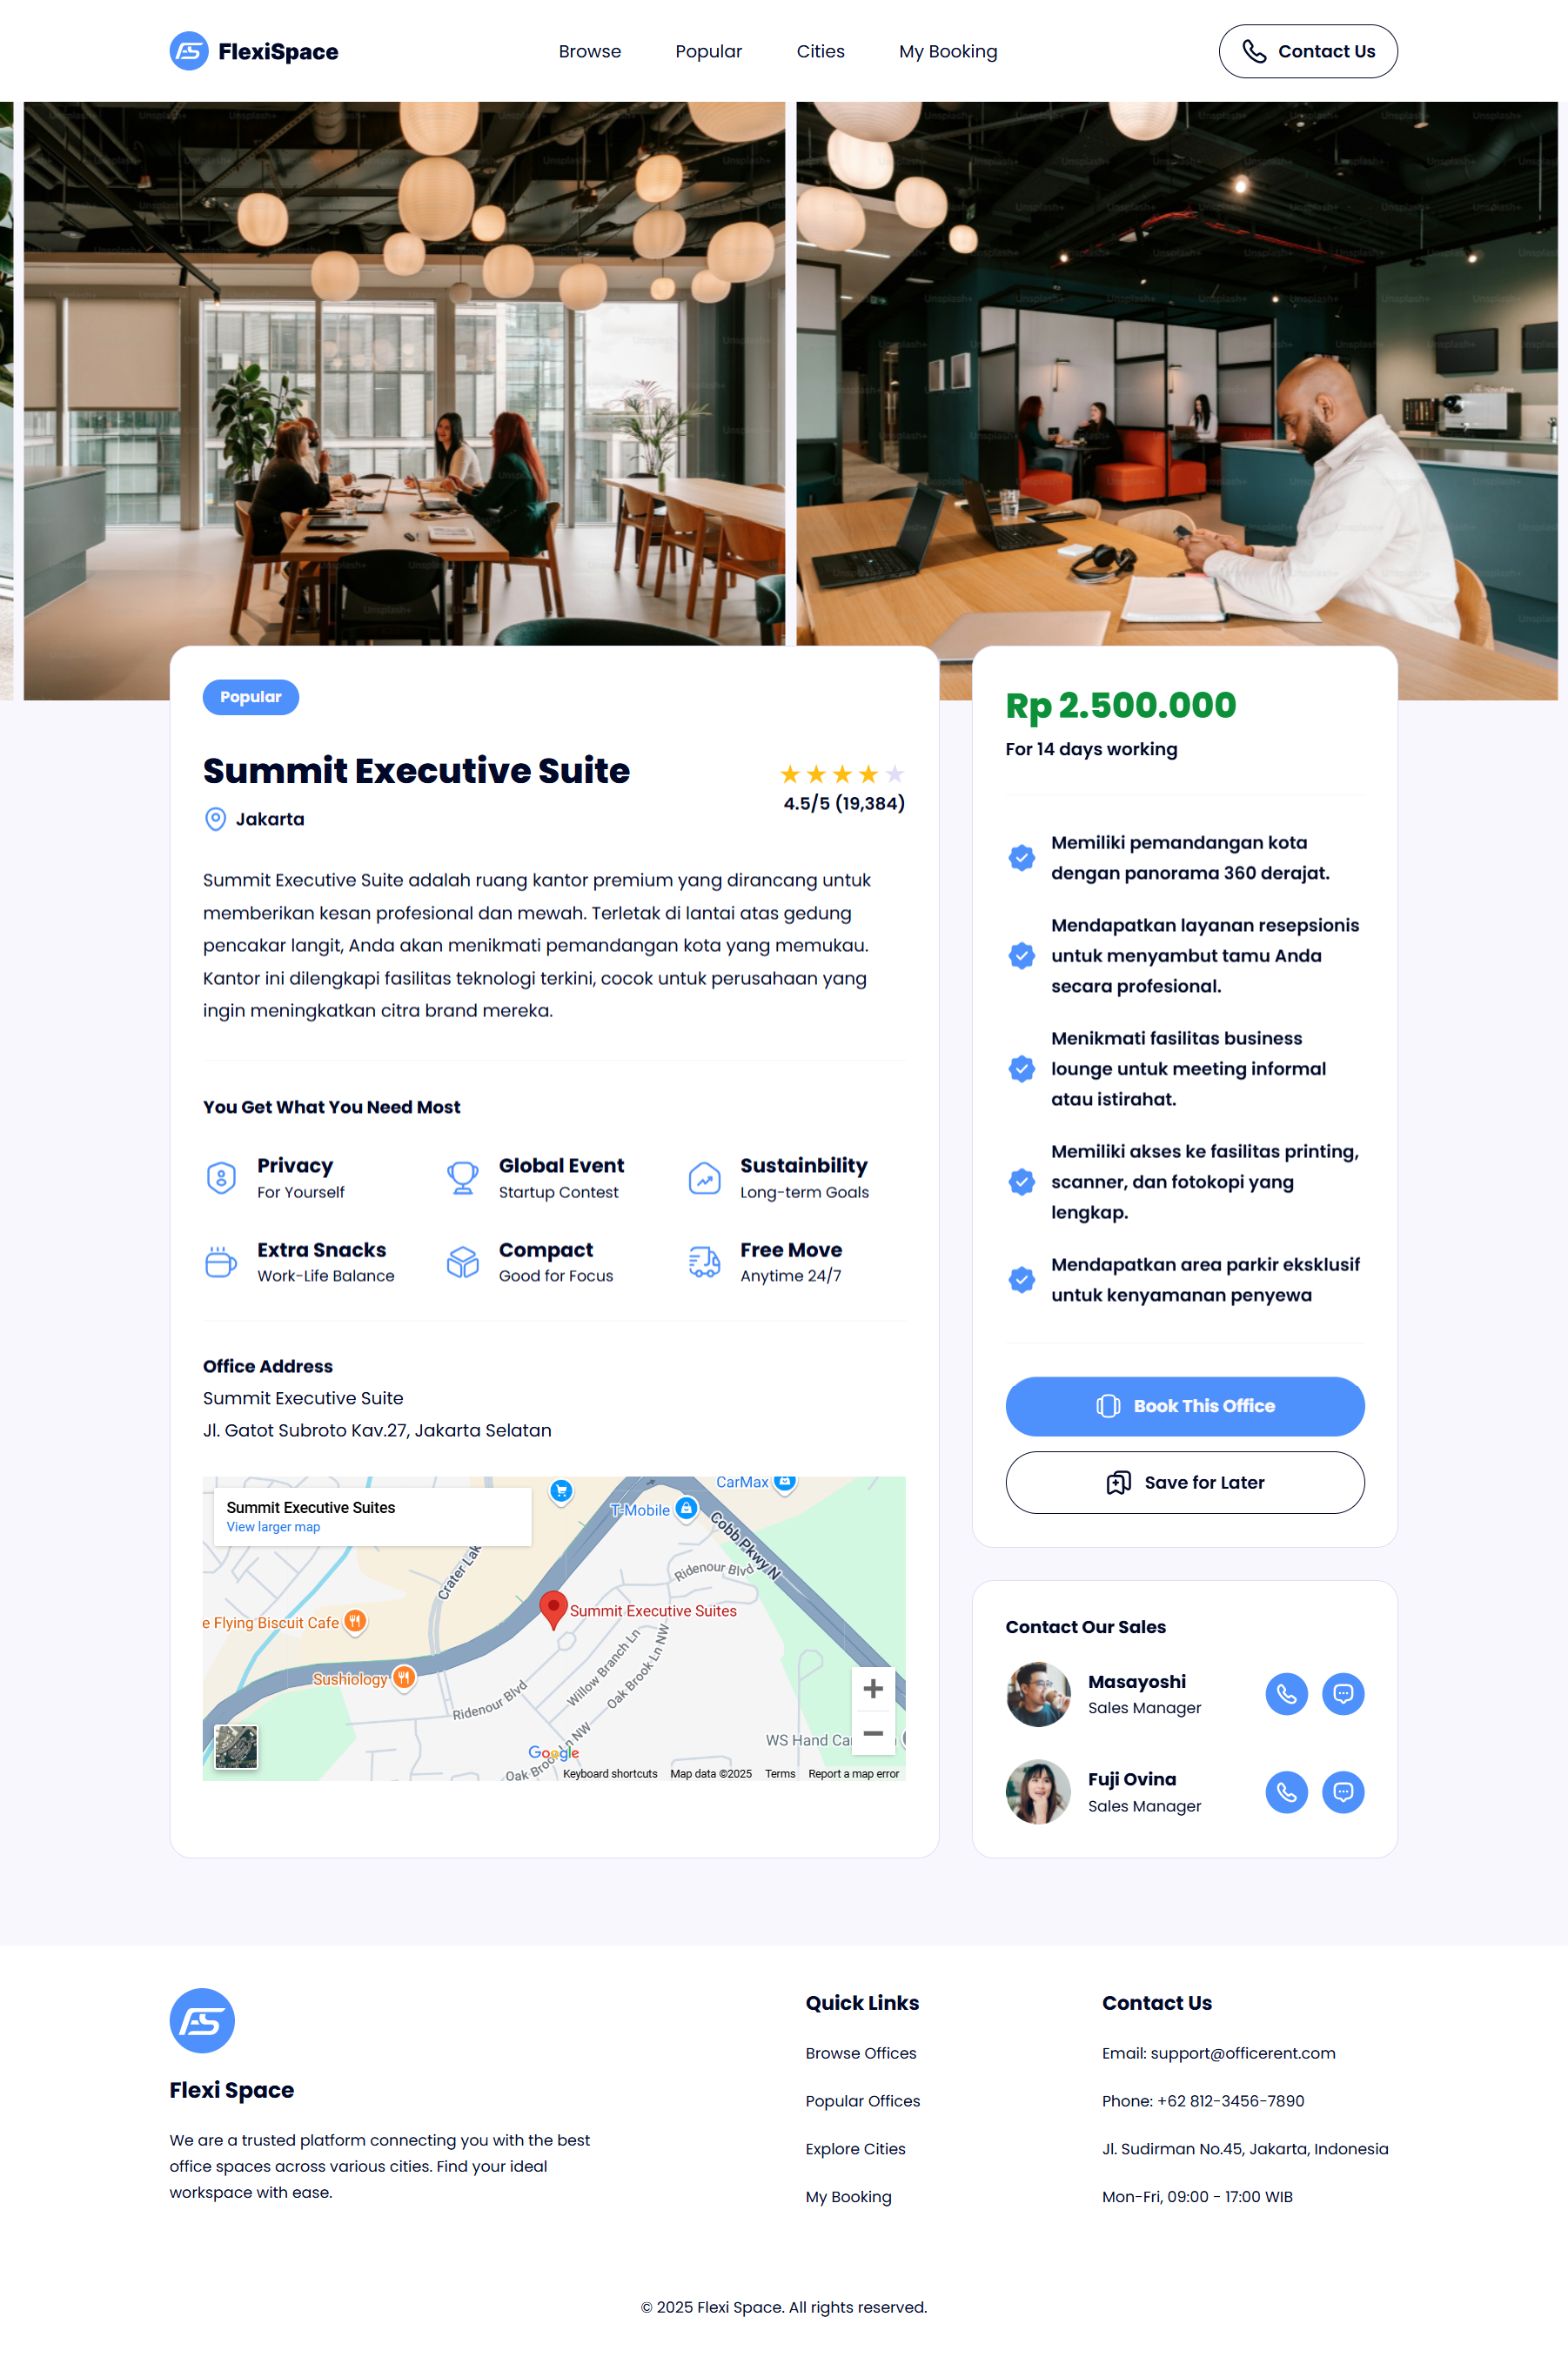 FlexiSpace
Browse
Popular
Cities
My Booking
Contact Us
Popular
Summit Executive Suite
Jakarta
4.5/5 (19,384)
Summit Executive Suite adalah ruang kantor premium yang dirancang untuk
memberikan kesan profesional dan mewah. Terletak di lantai atas gedung
pencakar langit, Anda akan menikmati pemandangan kota yang memukau.
Kantor ini dilengkapi fasilitas teknologi terkini, cocok untuk perusahaan yang
ingin meningkatkan citra brand mereka.
You Get What You Need Most
Privacy
For Yourself
Global Event
Startup Contest
Sustainbility
Long-term Goals
Extra Snacks
Work-Life Balance
Compact
Good for Focus
Free Move
Anytime 24/7
Office Address
Summit Executive Suite
Jl. Gatot Subroto Kav.27, Jakarta Selatan
Summit Executive Suites
View larger map
CarMax
T-Mobile
Cobb Pkwy N
Crater Lak
Ridenour Blvd
Summit Executive Suites
e Flying Biscuit Cafe
Sushiology
Willow Branch Ln
Oak Brook Ln NW
Ridenour Blvd
Oak Brook Ln NW
WS Hand Ca
Google
Keyboard shortcuts
Map data ©2025
Terms
Report a map error
Rp 2.500.000
For 14 days working
Memiliki pemandangan kota
dengan panorama 360 derajat.
Mendapatkan layanan resepsionis
untuk menyambut tamu Anda
secara profesional.
Menikmati fasilitas business
lounge untuk meeting informal
atau istirahat.
Memiliki akses ke fasilitas printing,
scanner, dan fotokopi yang
lengkap.
Mendapatkan area parkir eksklusif
untuk kenyamanan penyewa
Book This Office
Save for Later
Contact Our Sales
Masayoshi
Sales Manager
Fuji Ovina
Sales Manager
Flexi Space
We are a trusted platform connecting you with the best
office spaces across various cities. Find your ideal
workspace with ease.
Quick Links
Browse Offices
Popular Offices
Explore Cities
My Booking
Contact Us
Email: support@officerent.com
Phone: +62 812-3456-7890
Jl. Sudirman No.45, Jakarta, Indonesia
Mon-Fri, 09:00 - 17:00 WIB
© 2025 Flexi Space. All rights reserved.